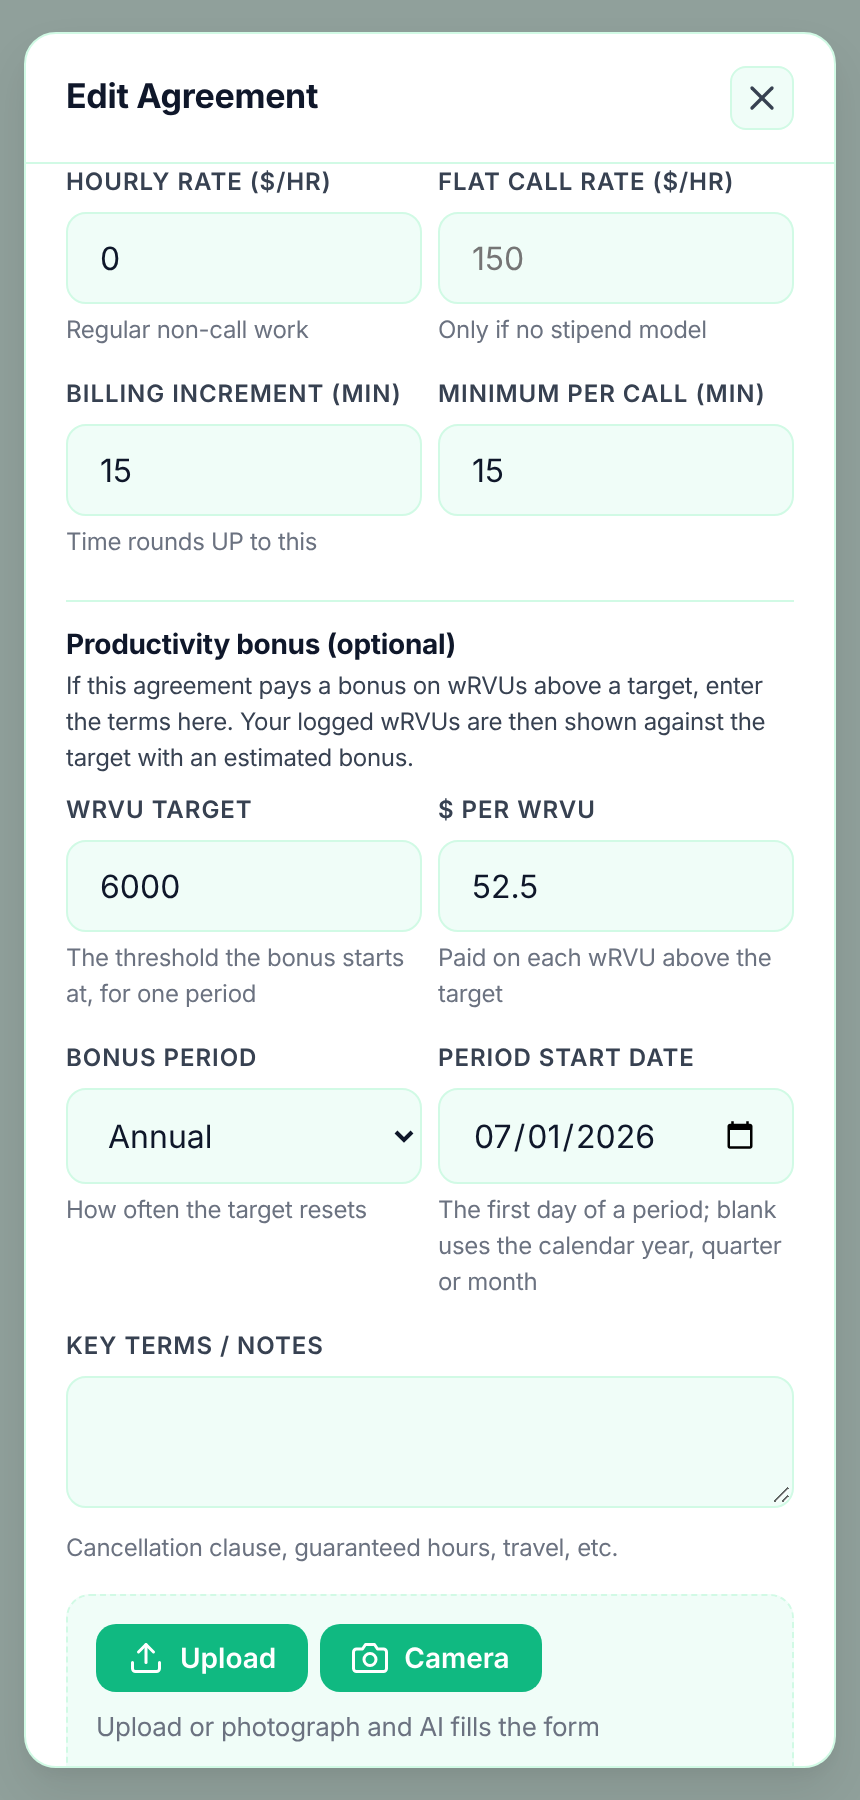 Edit Agreement
HOURLY RATE ($/HR)
FLAT CALL RATE ($/HR)
0
150
Regular non-call work
Only if no stipend model
BILLING INCREMENT (MIN)
MINIMUM PER CALL (MIN)
15
15
Time rounds UP to this
Productivity bonus (optional)
If this agreement pays a bonus on wRVUs above a target, enter
the terms here. Your logged wRVUs are then shown against the
target with an estimated bonus.
WRVU TARGET
$ PER WRVU
6000
52.5
The threshold the bonus starts
at, for one period
Paid on each wRVU above the
target
BONUS PERIOD
PERIOD START DATE
Annual
07/01/2026
How often the target resets
The first day of a period; blank
uses the calendar year, quarter
or month
KEY TERMS / NOTES
Cancellation clause, guaranteed hours, travel, etc.
Upload
Camera
Upload or photograph and AI fills the form